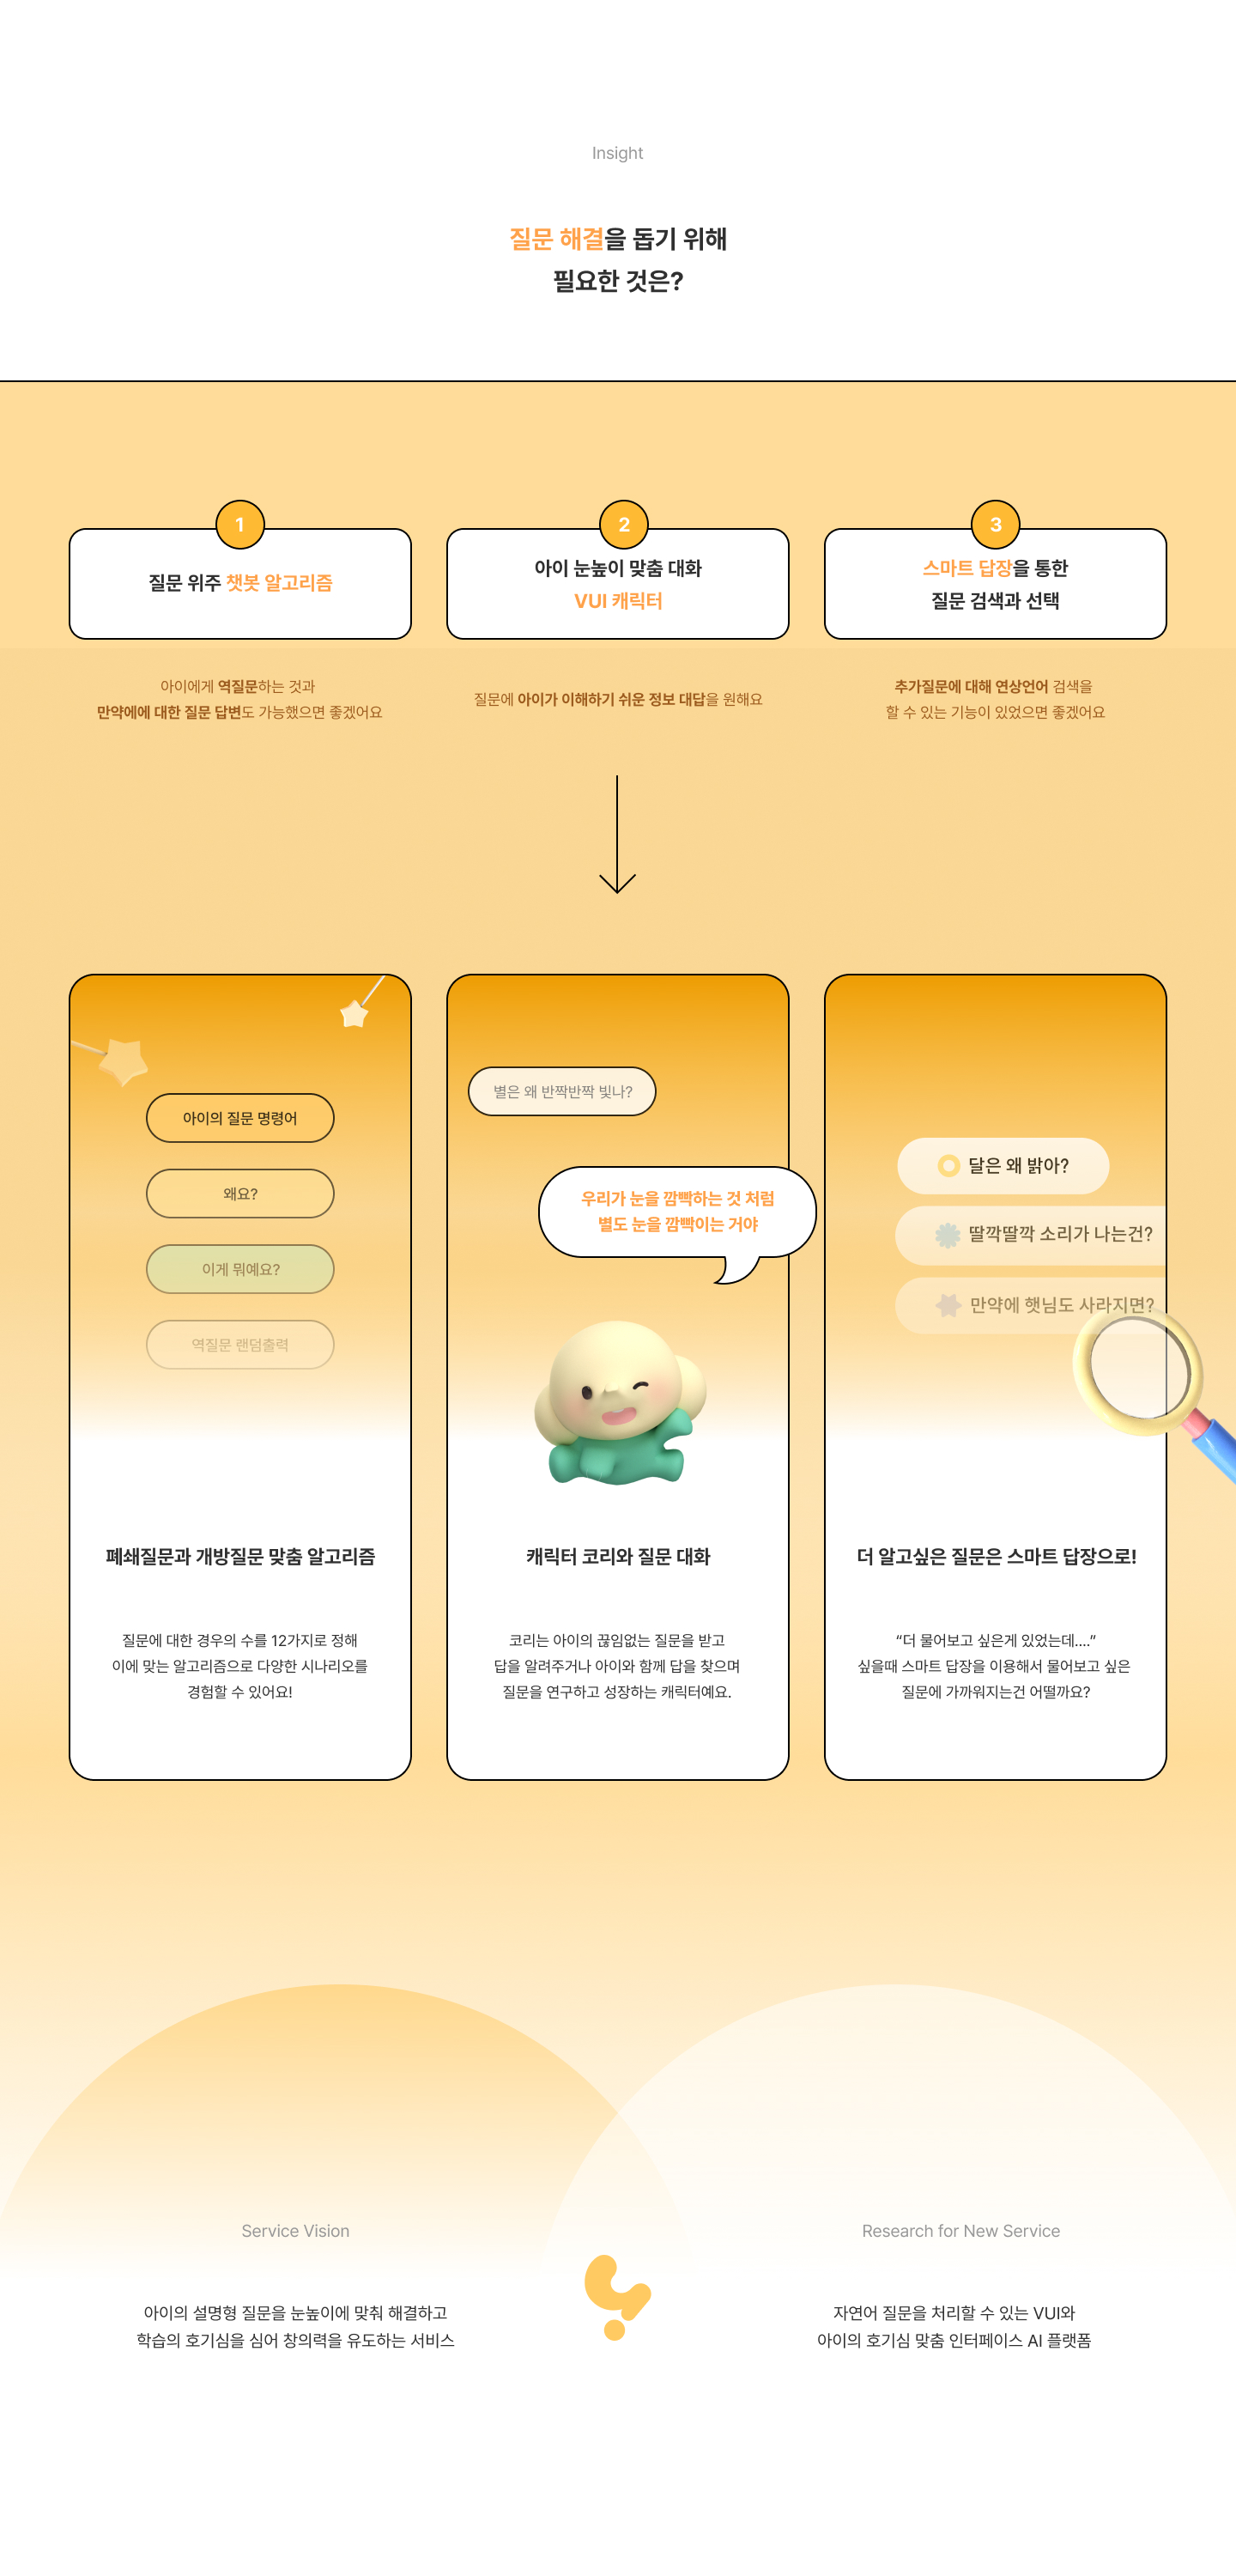 Insight
질문 해결을 돕기 위해
필요한 것은?
1
질문 위주 챗봇 알고리즘
아이에게 역질문하는 것과
만약에에 대한 질문 답변도 가능했으면 좋겠어요
2
아이 눈높이 맞춤 대화
VUI 캐릭터
질문에 아이가 이해하기 쉬운 정보 대답을 원해요
3
스마트 답장을 통한
질문 검색과 선택
추가질문에 대해 연상언어 검색을
할 수 있는 기능이 있었으면 좋겠어요
아이의 질문 명령어
왜요?
이게 뭐예요?
역질문 랜덤출력
폐쇄질문과 개방질문 맞춤 알고리즘
질문에 대한 경우의 수를 12가지로 정해
이에 맞는 알고리즘으로 다양한 시나리오를
경험할 수 있어요!
별은 왜 반짝반짝 빛나?
우리가 눈을 깜빡하는 것 처럼
별도 눈을 깜빡이는 거야
캐릭터 코리와 질문 대화
코리는 아이의 끊임없는 질문을 받고
답을 알려주거나 아이와 함께 답을 찾으며
질문을 연구하고 성장하는 캐릭터예요.
달은 왜 밝아?
딸깍딸깍 소리가 나는건?
만약에 햇님도 사라지면?
더 알고싶은 질문은 스마트 답장으로!
“더 물어보고 싶은게 있었는데....”
싶을때 스마트 답장을 이용해서 물어보고 싶은
질문에 가까워지는건 어떨까요?
Service Vision
아이의 설명형 질문을 눈높이에 맞춰 해결하고
학습의 호기심을 심어 창의력을 유도하는 서비스
Research for New Service
자연어 질문을 처리할 수 있는 VUI와
아이의 호기심 맞춤 인터페이스 AI 플랫폼